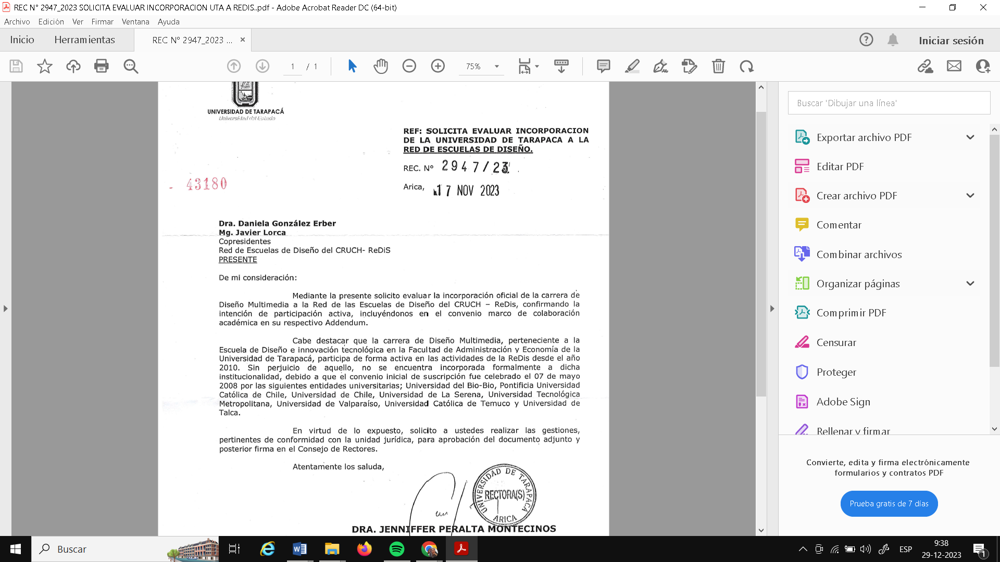 REC N° 2947_2023 SOLICITA EVALUAR INCORPORACION UTA A REDIS..pdf - Adobe Acrobat Reader DC (64-bit)
Archivo Edición Ver Firmar Ventana Ayuda
Inicio Herramientas REC N° 2947_2023 ... × Iniciar sesión
1 / 1 75%
UNIVERSIDAD DE TARAPACÁ
Universidad del Estado
REF: SOLICITA EVALUAR INCORPORACION
DE LA UNIVERSIDAD DE TARAPACA A LA
RED DE ESCUELAS DE DISEÑO.
REC. N° 2947/23
- 43180
Arica, 17 NOV 2023
Dra. Daniela González Erber
Mg. Javier Lorca
Copresidentes
Red de Escuelas de Diseño del CRUCH- ReDiS
PRESENTE
De mi consideración:
Mediante la presente solicito evaluar la incorporación oficial de la carrera de
Diseño Multimedia a la Red de las Escuelas de Diseño del CRUCH – ReDis, confirmando la
intención de participación activa, incluyéndonos en el convenio marco de colaboración
académica en su respectivo Addendum.
Cabe destacar que la carrera de Diseño Multimedia, perteneciente a la
Escuela de Diseño e innovación tecnológica en la Facultad de Administración y Economía de la
Universidad de Tarapacá, participa de forma activa en las actividades de la ReDis desde el año
2010. Sin perjuicio de aquello, no se encuentra incorporada formalmente a dicha
institucionalidad, debido a que el convenio inicial de suscripción fue celebrado el 07 de mayo
2008 por las siguientes entidades universitarias; Universidad del Bio-Bio, Pontificia Universidad
Católica de Chile, Universidad de Chile, Universidad de La Serena, Universidad Tecnológica
Metropolitana, Universidad de Valparaíso, Universidad Católica de Temuco y Universidad de
Talca.
En virtud de lo expuesto, solicito a ustedes realizar las gestiones,
pertinentes de conformidad con la unidad jurídica, para aprobación del documento adjunto y
posterior firma en el Consejo de Rectores.
Atentamente los saluda,
UNIVERSIDAD DE TARAPACA
RECTORA(S)
ARICA
DRA. JENNIFFER PERALTA MONTECINOS
Buscar 'Dibujar una línea'
Exportar archivo PDF
Editar PDF
Crear archivo PDF
Comentar
Combinar archivos
Organizar páginas
Comprimir PDF
Censurar
Proteger
Adobe Sign
Rellenar y firmar
Convierte, edita y firma electrónicamente
formularios y contratos PDF
Prueba gratis de 7 días
Buscar
ESP
9:38
29-12-2023
1